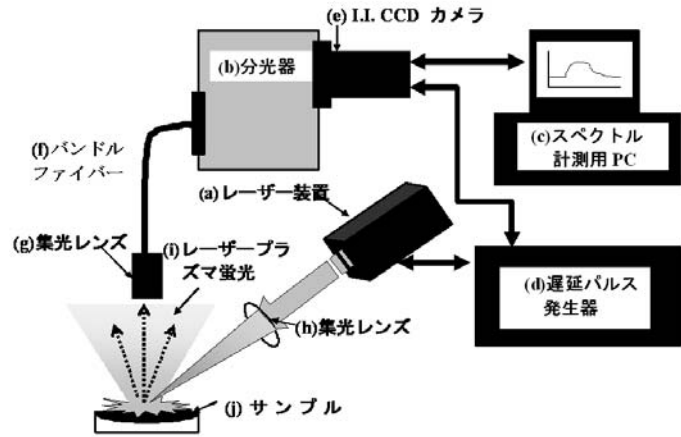 (e) I.I. CCD カメラ
(b)分光器
(c)スペクトル
計測用 PC
(f)バンドル
ファイバー
(a)レーザー装置
(g)集光レンズ
(i)レーザープラ
ズマ蛍光
(d)遅延パルス
発生器
(h)集光レンズ
(j)サンプル